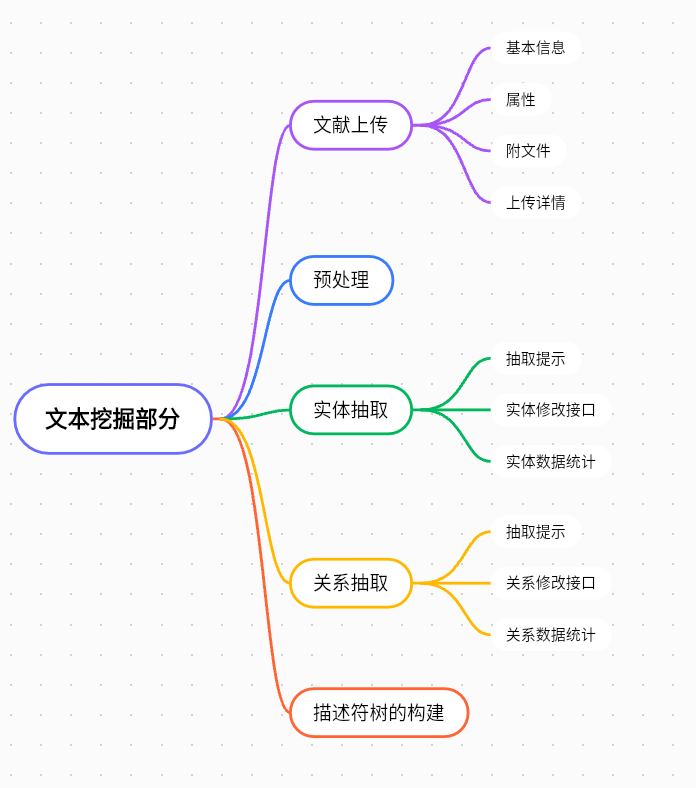 文本挖掘部分
文献上传
基本信息
属性
附文件
上传详情
预处理
实体抽取
抽取提示
实体修改接口
实体数据统计
关系抽取
抽取提示
关系修改接口
关系数据统计
描述符树的构建